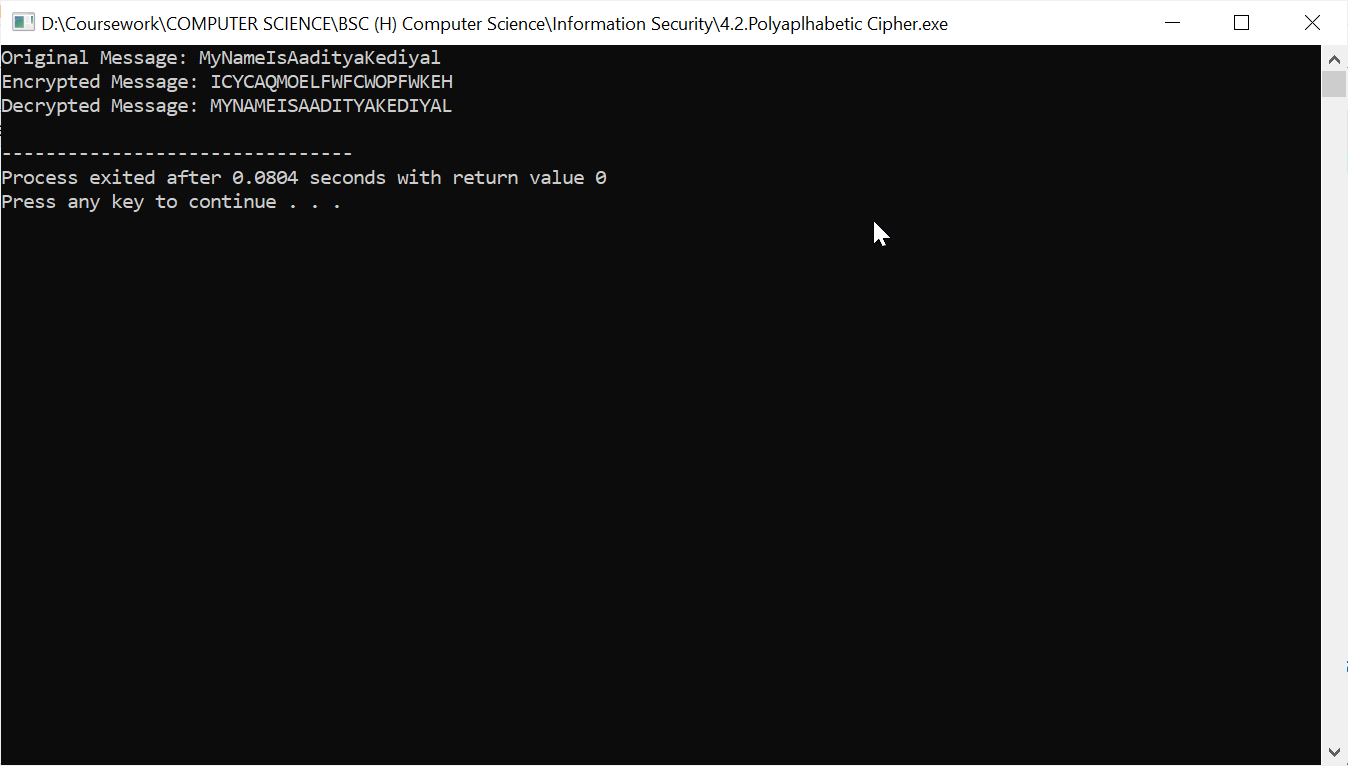 D:\Coursework\COMPUTER SCIENCE\BSC (H) Computer Science\Information Security\4.2.Polyaplhabetic Cipher.exe
Original Message: MyNameIsAadityaKediyal
Encrypted Message: ICYCAQMOELFWFCWOPFWKEH
Decrypted Message: MYNAMEISAADITYAKEDIYAL
--------------------------------
Process exited after 0.0804 seconds with return value 0
Press any key to continue . . .